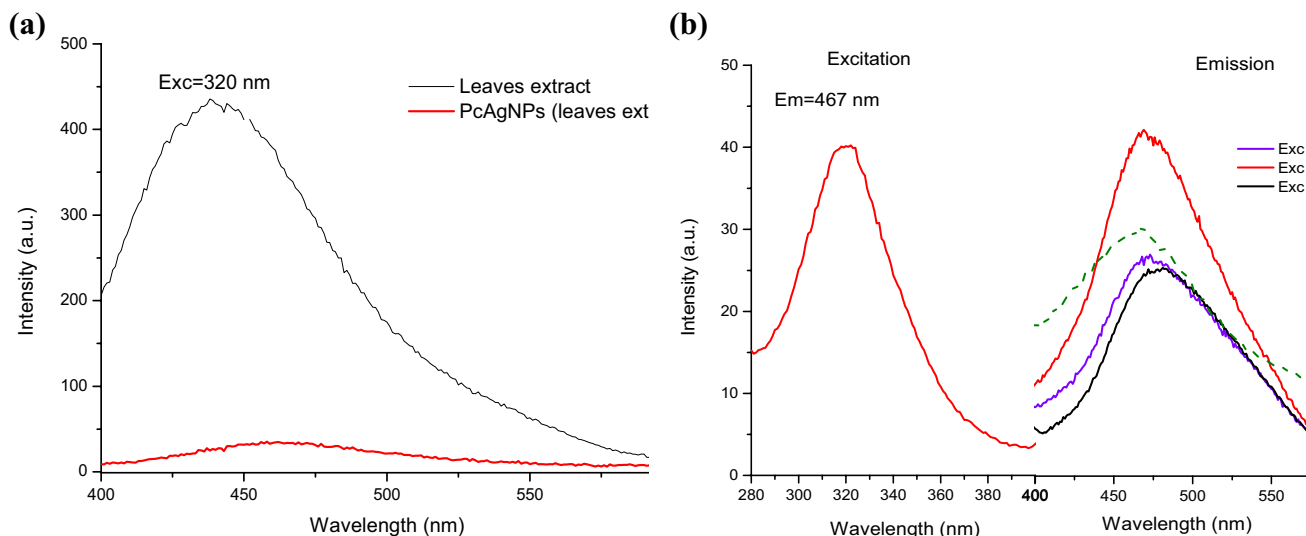 (a)
500
400
300
200
100
0
Intensity (a.u.)
Exc=320 nm
Leaves extract
PcAgNPs (leaves ext
400
450
500
550
Wavelength (nm)
(b)
50
40
30
20
10
0
Intensity (a.u.)
Excitation
Em=467 nm
Emission
Exc
Exc
Exc
280 300 320 340 360 380 400
Wavelength (nm)
400 450 500 550
Wavelength (nm)